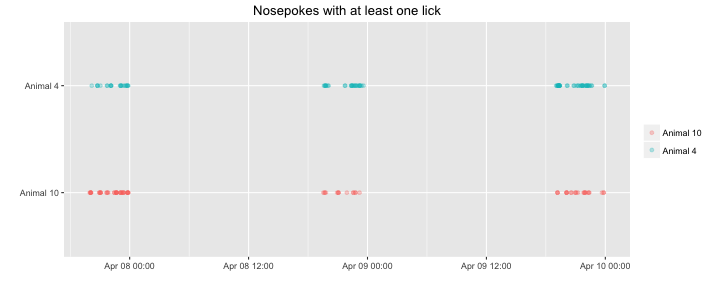 Nosepokes with at least one lick
Animal 4
Animal 10
Animal 10
Animal 4
Apr 08 00:00 Apr 08 12:00 Apr 09 00:00 Apr 09 12:00 Apr 10 00:00